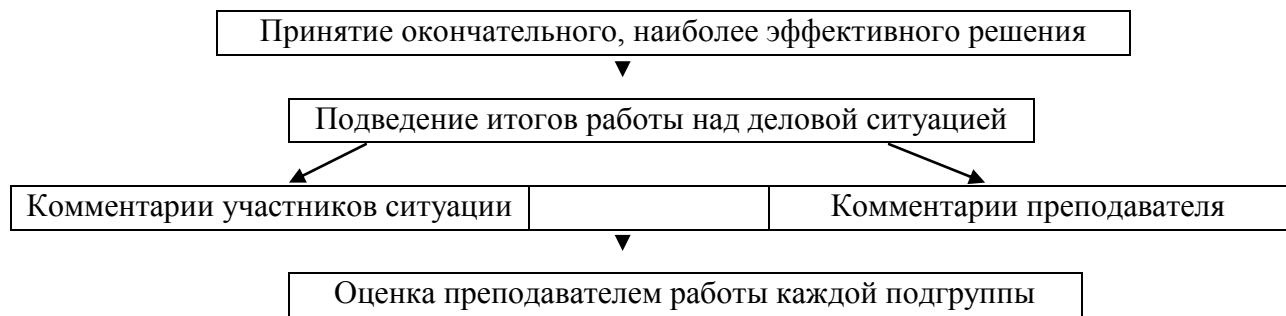 Принятие окончательного, наиболее эффективного решения
Подведение итогов работы над деловой ситуацией
Комментарии участников ситуации
Комментарии преподавателя
Оценка преподавателем работы каждой подгруппы